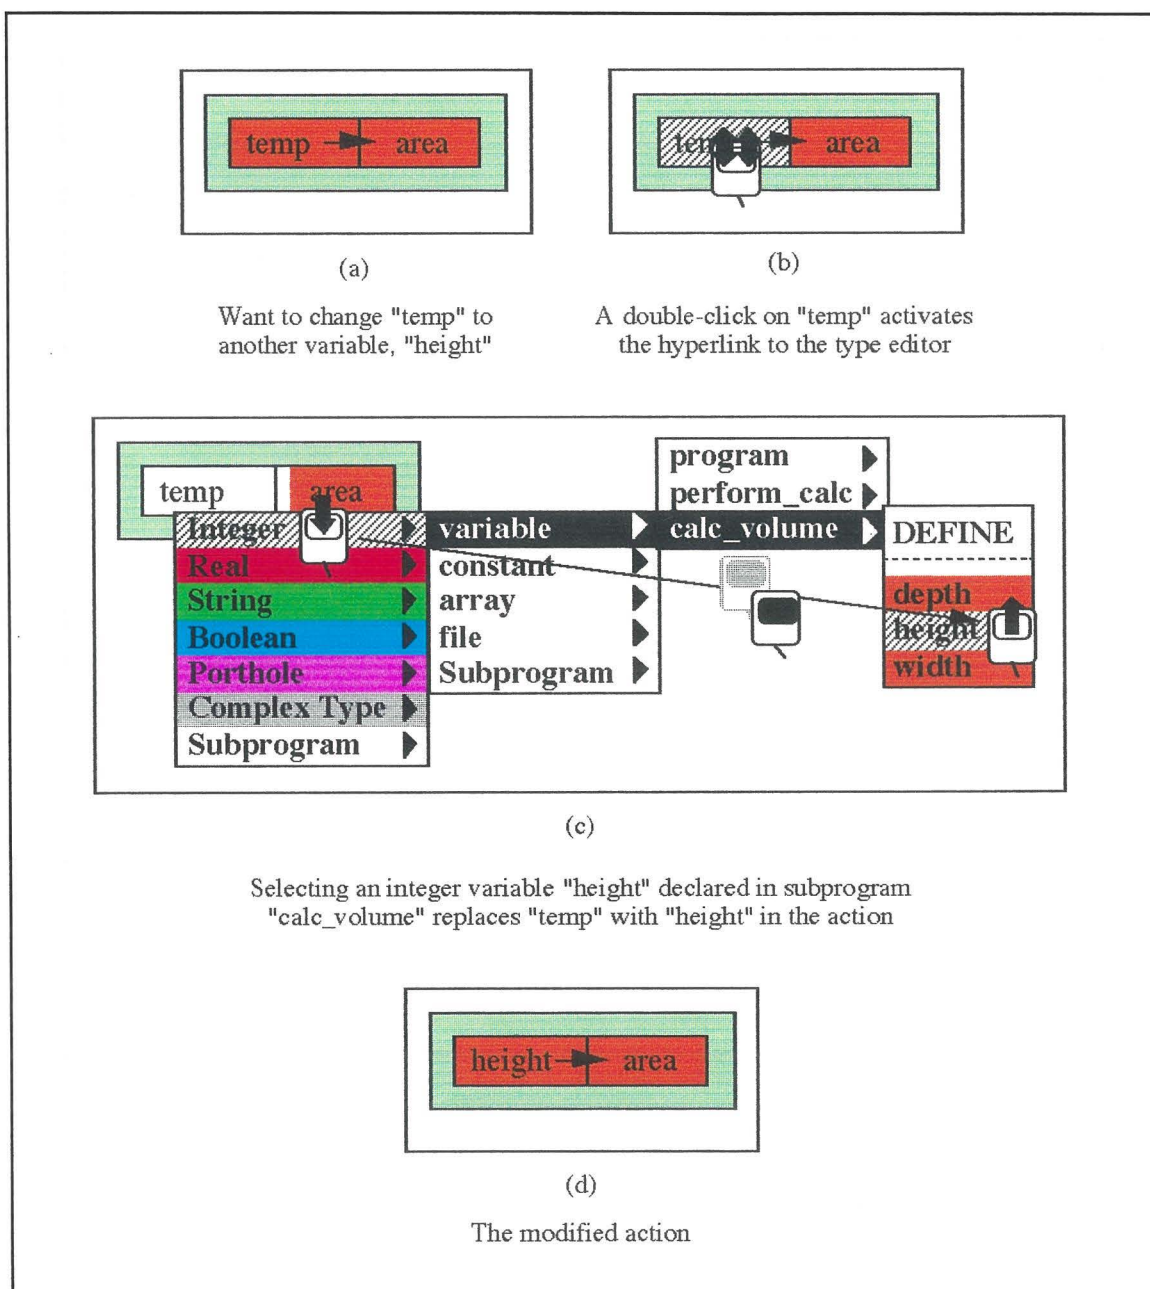 temp
area
temp
area
(a)
(b)
Want to change "temp" to
another variable, "height"
A double-click on "temp" activates
the hyperlink to the type editor
temp
area
Integer
Real
String
Boolean
Porthole
Complex Type
Subprogram
variable
constant
array
file
Subprogram
program
perform_calc
calc_volume
DEFINE
depth
height
width
(c)
Selecting an integer variable "height" declared in subprogram
"calc_volume" replaces "temp" with "height" in the action
height
area
(d)
The modified action